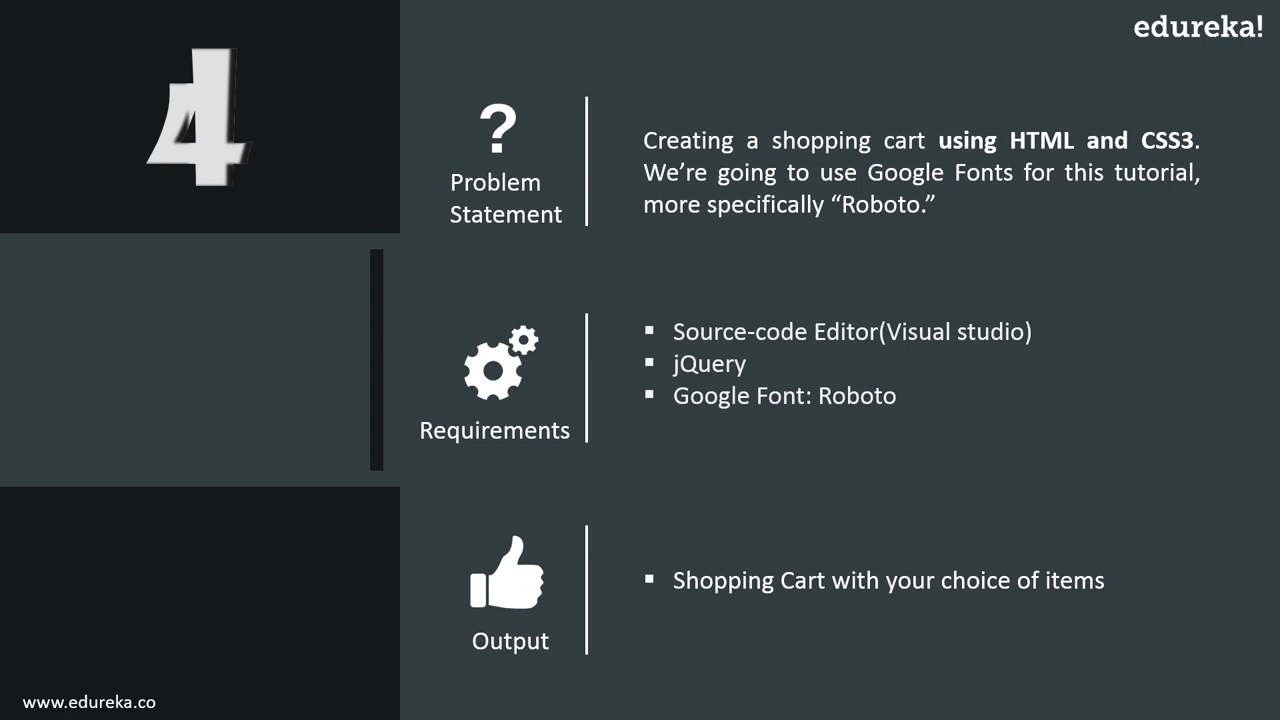 edureka!
4
?
Problem
Statement
Creating a shopping cart using HTML and CSS3.
We’re going to use Google Fonts for this tutorial,
more specifically “Roboto.”
Requirements
▪ Source-code Editor(Visual studio)
▪ jQuery
▪ Google Font: Roboto
Output
▪ Shopping Cart with your choice of items
www.edureka.co